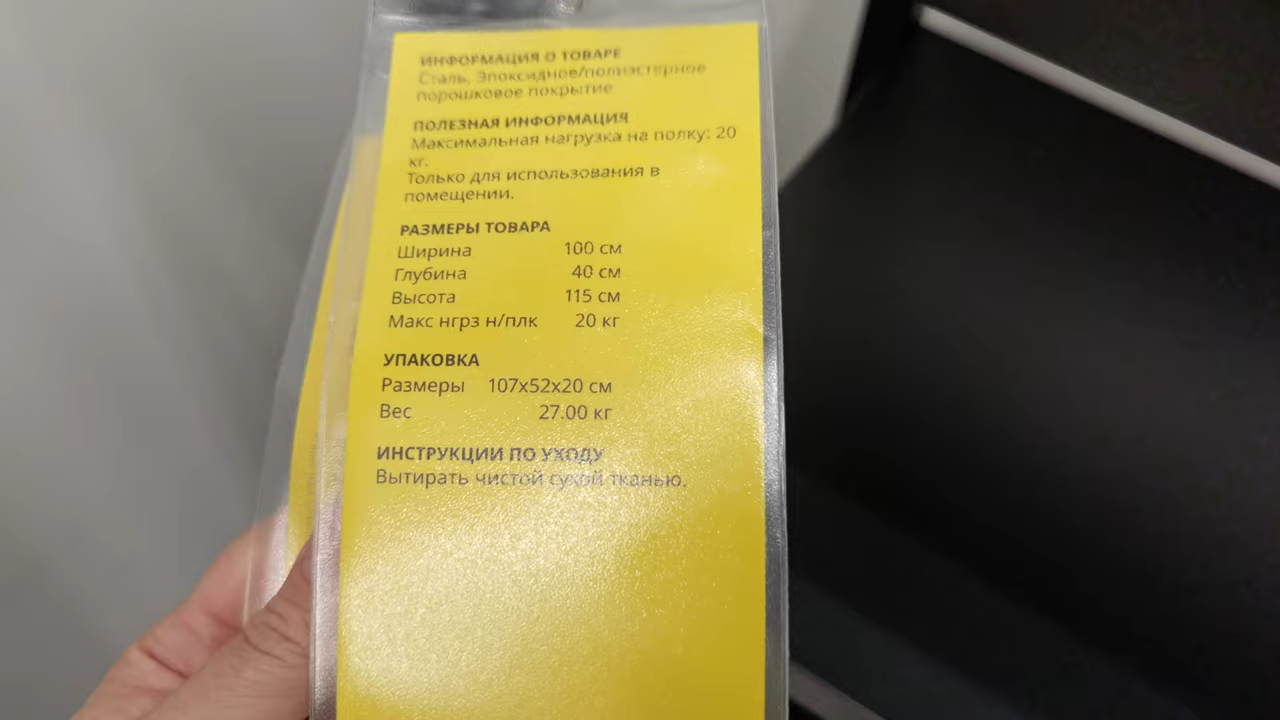 ИНФОРМАЦИЯ О ТОВАРЕ
Сталь, Эпоксидное/полиэстерное
порошковое покрытие
ПОЛЕЗНАЯ ИНФОРМАЦИЯ
Максимальная нагрузка на полку: 20
кг.
Только для использования в
помещении.
РАЗМЕРЫ ТОВАРА
Ширина 100 см
Глубина 40 см
Высота 115 см
Макс нгрз н/плк 20 кг
УПАКОВКА
Размеры 107x52x20 см
Вес 27.00 кг
ИНСТРУКЦИИ ПО УХОДУ
Вытирать чистой сухой тканью.